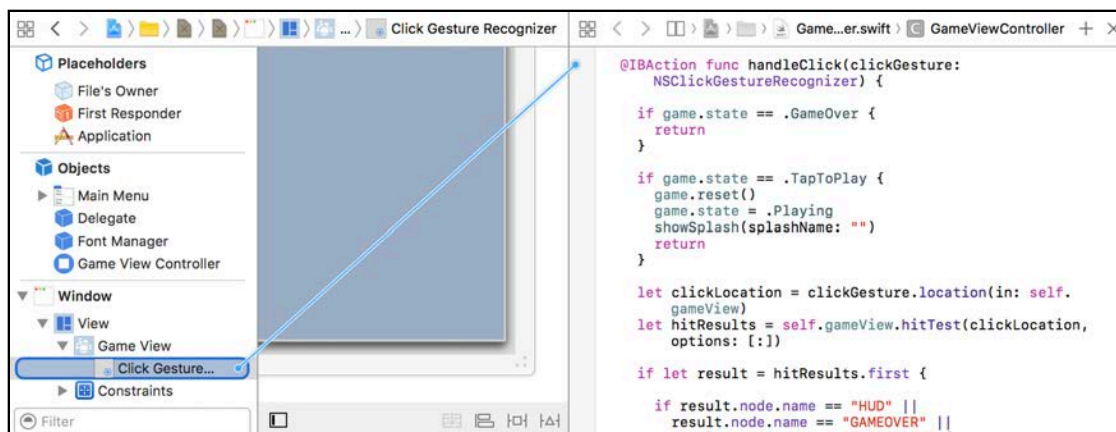 ... Click Gesture Recognizer
Game...er.swift GameViewController
Placeholders
File's Owner
First Responder
Application
Objects
Main Menu
Delegate
Font Manager
Game View Controller
Window
View
Game View
Click Gesture...
Constraints
Filter
@IBAction func handleClick(clickGesture:
NSClickGestureRecognizer) {
if game.state == .GameOver {
return
}
if game.state == .TapToPlay {
game.reset()
game.state = .Playing
showSplash(splashName: "")
return
}
let clickLocation = clickGesture.location(in: self.
gameView)
let hitResults = self.gameView.hitTest(clickLocation,
options: [:])
if let result = hitResults.first {
if result.node.name == "HUD" ||
result.node.name == "GAMEOVER" ||